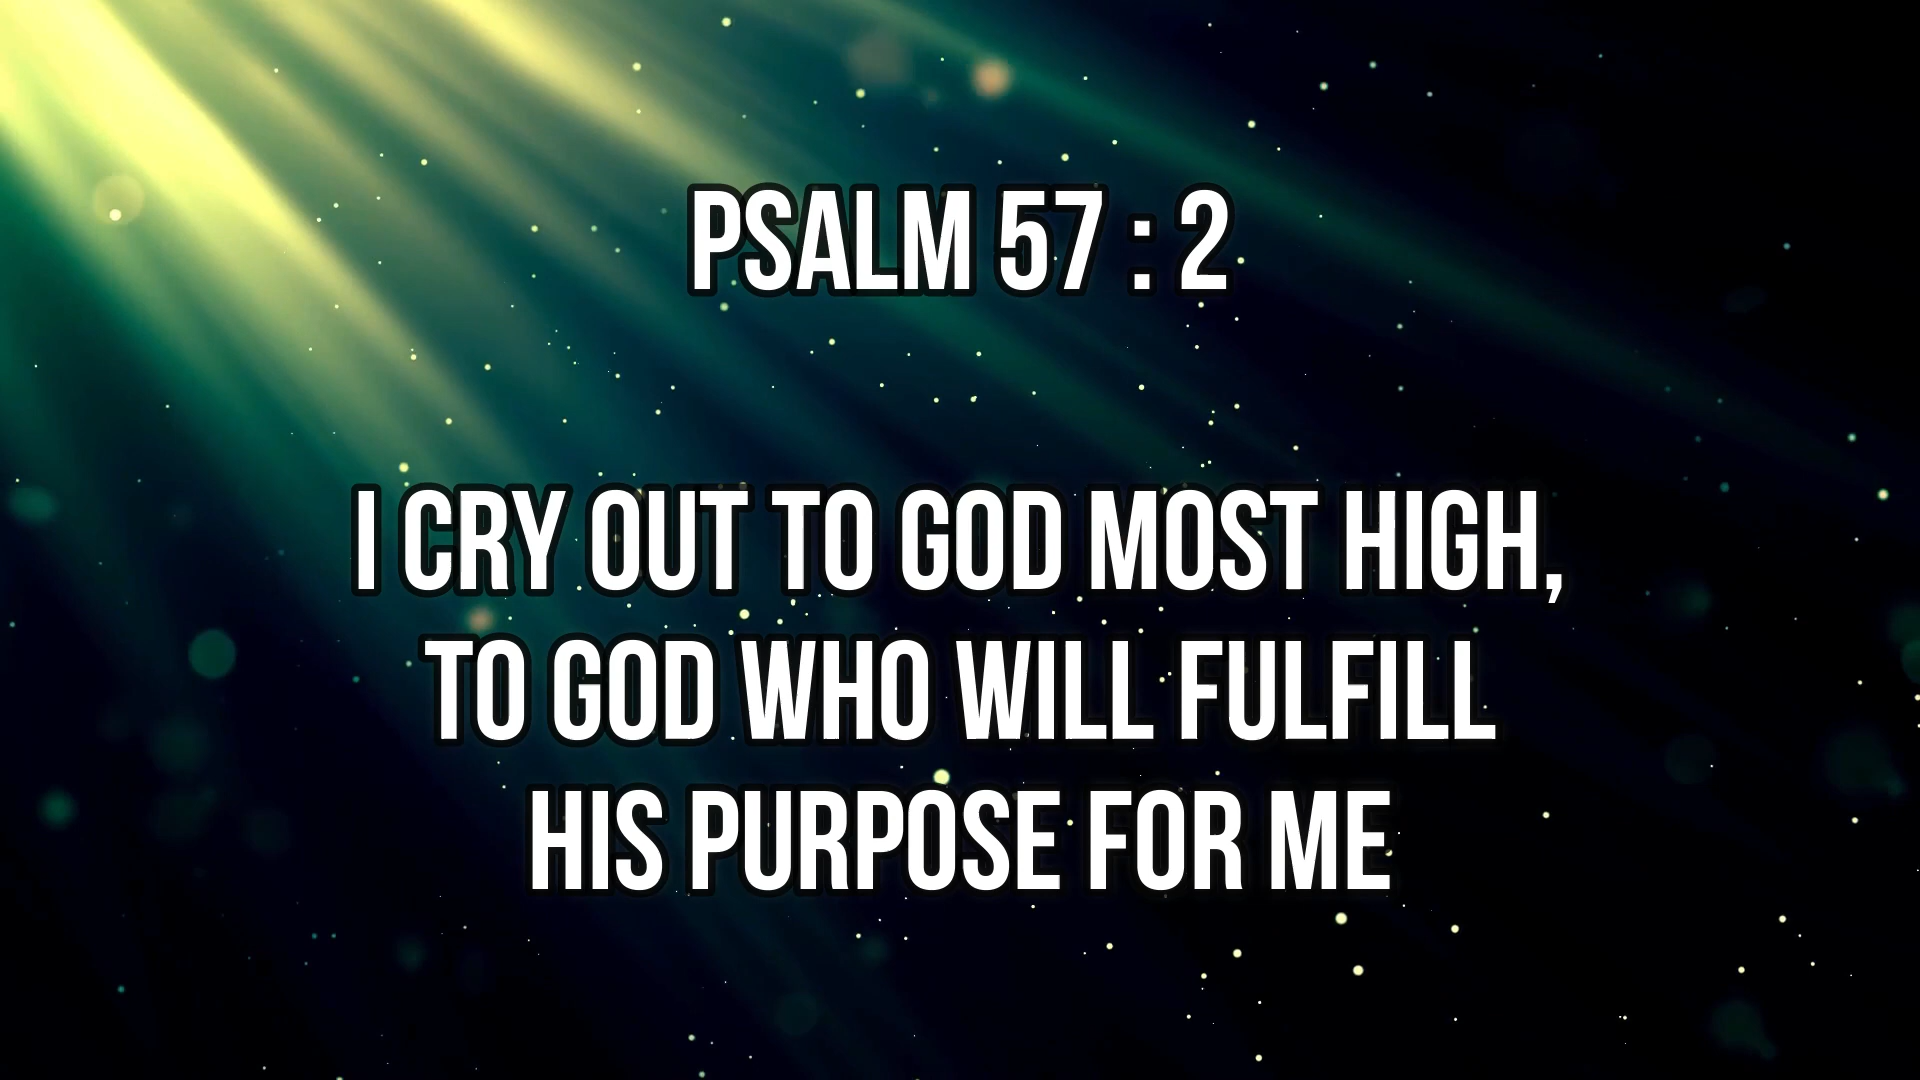 PSALM 57 : 2
I CRY OUT TO GOD MOST HIGH,
TO GOD WHO WILL FULFILL
HIS PURPOSE FOR ME